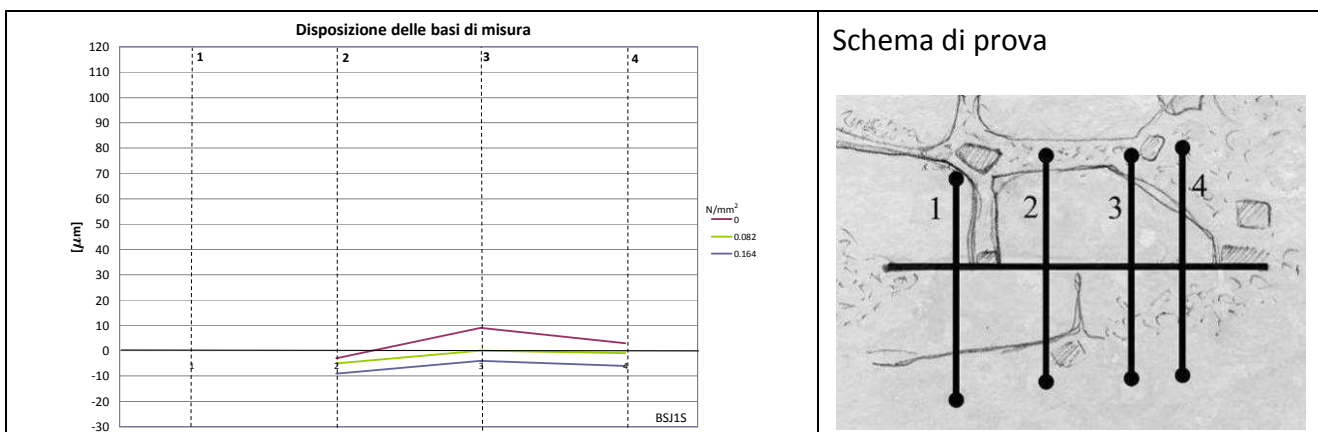 Disposizione delle basi di misura
Schema di prova
120
110
100
90
80
70
60
50
40
30
20
10
0
-10
-20
-30
[µm]
1 2 3 4
1 2 3 4
N/mm²
0
0.082
0.164
BSJ1S
1 2 3 4